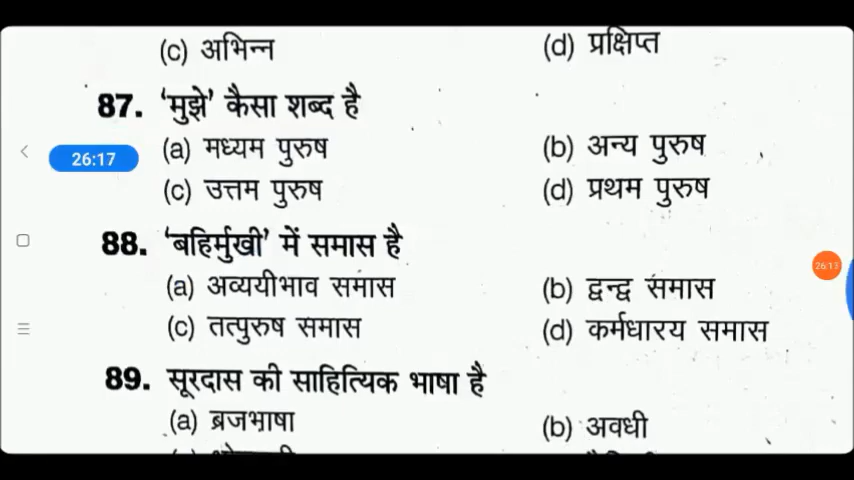 (c) अभिन्न (d) प्रक्षिप्त
87. ‘मुझे’ कैसा शब्द है
26:17 (a) मध्यम पुरुष (b) अन्य पुरुष
(c) उत्तम पुरुष (d) प्रथम पुरुष
88. ‘बहिर्मुखी’ में समास है
26:13
(a) अव्ययीभाव समास (b) द्वन्द्व समास
(c) तत्पुरुष समास (d) कर्मधारय समास
89. सूरदास की साहित्यिक भाषा है
(a) ब्रजभाषा (b) अवधी